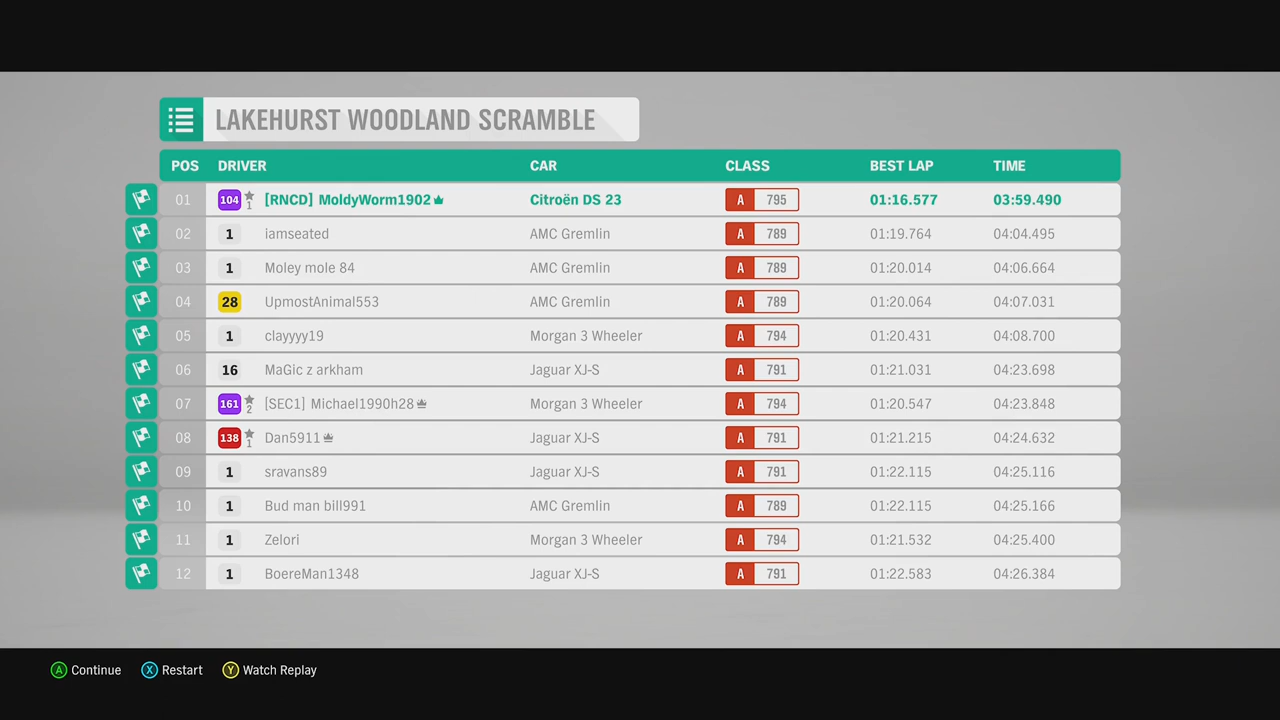 LAKEHURST WOODLAND SCRAMBLE
POS DRIVER CAR CLASS BEST LAP TIME
01 104 1 [RNCD] MoldyWorm1902 Citroën DS 23 A 795 01:16.577 03:59.490
02 1 iamseated AMC Gremlin A 789 01:19.764 04:04.495
03 1 Moley mole 84 AMC Gremlin A 789 01:20.014 04:06.664
04 28 UpmostAnimal553 AMC Gremlin A 789 01:20.064 04:07.031
05 1 clayyyy19 Morgan 3 Wheeler A 794 01:20.431 04:08.700
06 16 MaGic z arkham Jaguar XJ-S A 791 01:21.031 04:23.698
07 161 2 [SEC1] Michael1990h28 Morgan 3 Wheeler A 794 01:20.547 04:23.848
08 138 1 Dan5911 Jaguar XJ-S A 791 01:21.215 04:24.632
09 1 sravans89 Jaguar XJ-S A 791 01:22.115 04:25.116
10 1 Bud man bill991 AMC Gremlin A 789 01:22.115 04:25.166
11 1 Zelori Morgan 3 Wheeler A 794 01:21.532 04:25.400
12 1 BoereMan1348 Jaguar XJ-S A 791 01:22.583 04:26.384
A Continue X Restart Y Watch Replay